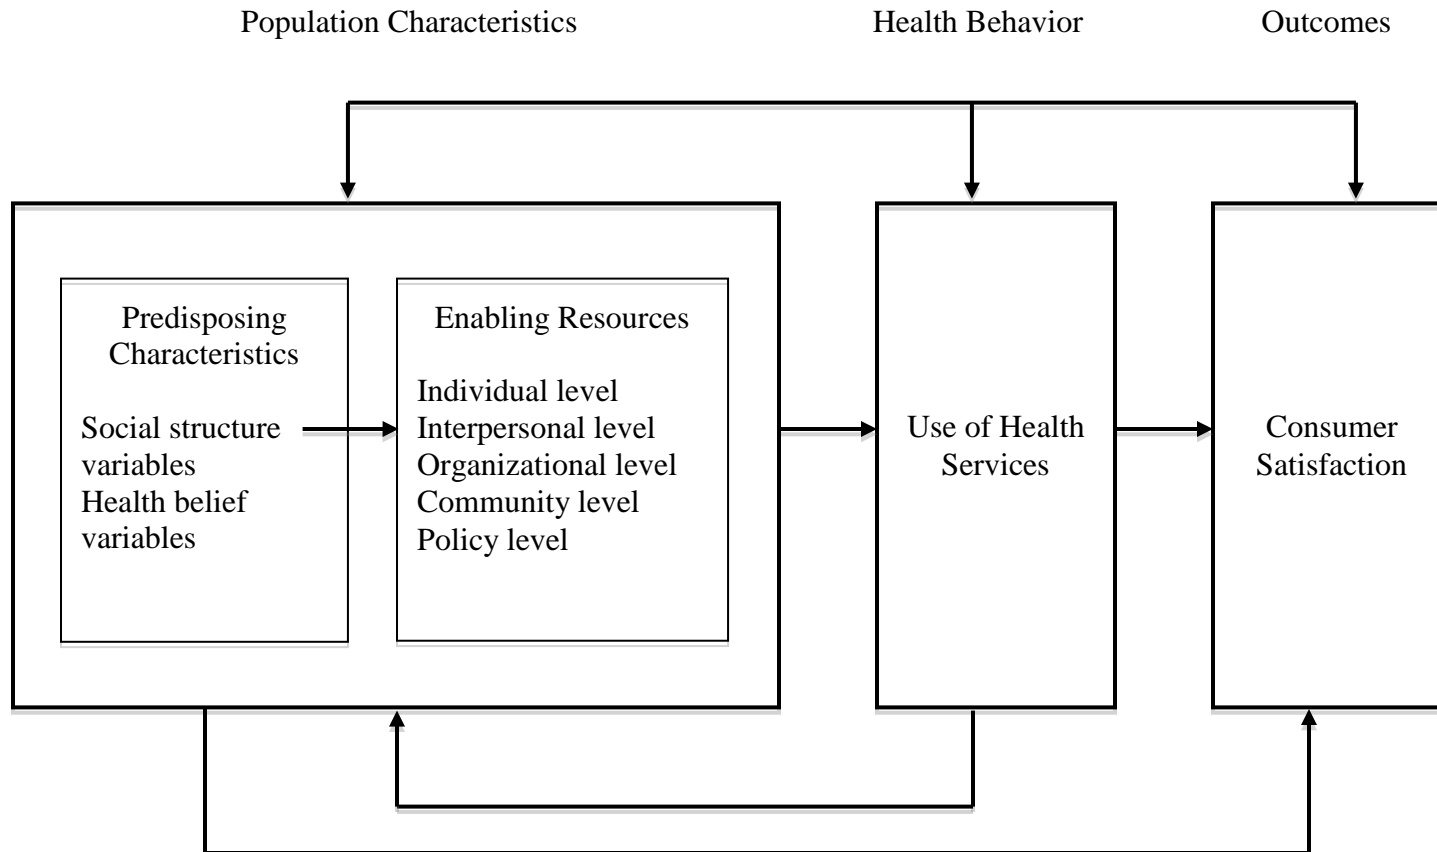 Population Characteristics
Health Behavior
Outcomes
Predisposing
Characteristics
Social structure
variables
Health belief
variables
Enabling Resources
Individual level
Interpersonal level
Organizational level
Community level
Policy level
Use of Health
Services
Consumer
Satisfaction